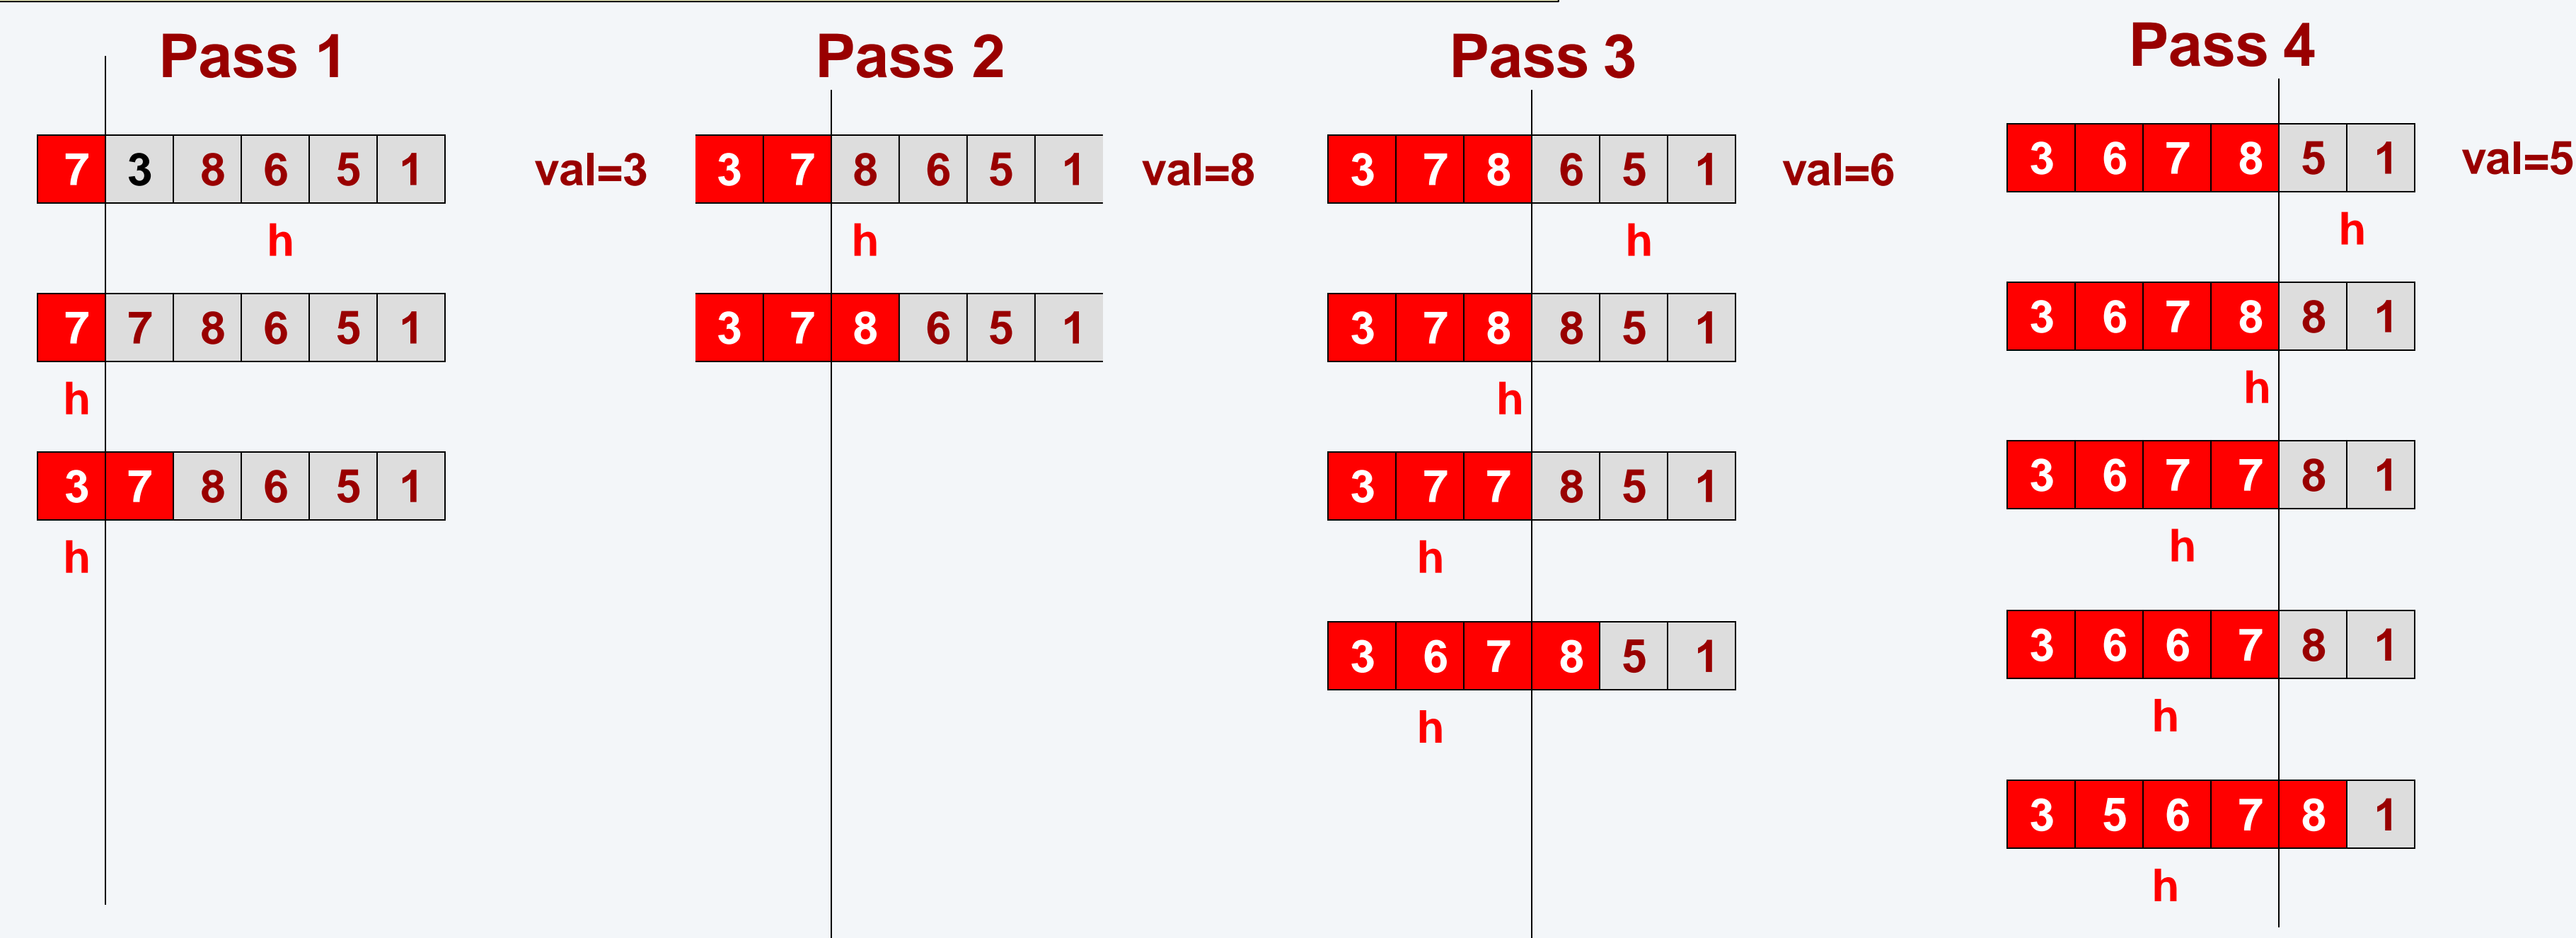 Pass 1
7 3 8 6 5 1
val=3
h
7 7 8 6 5 1
h
3 7 8 6 5 1
h
Pass 2
3 7 8 6 5 1
val=8
h
3 7 8 6 5 1
Pass 3
3 7 8 6 5 1
val=6
h
3 7 8 8 5 1
h
3 7 7 8 5 1
h
3 6 7 8 5 1
h
Pass 4
3 6 7 8 5 1
val=5
h
3 6 7 8 8 1
h
3 6 7 7 8 1
h
3 6 6 7 8 1
h
3 5 6 7 8 1
h